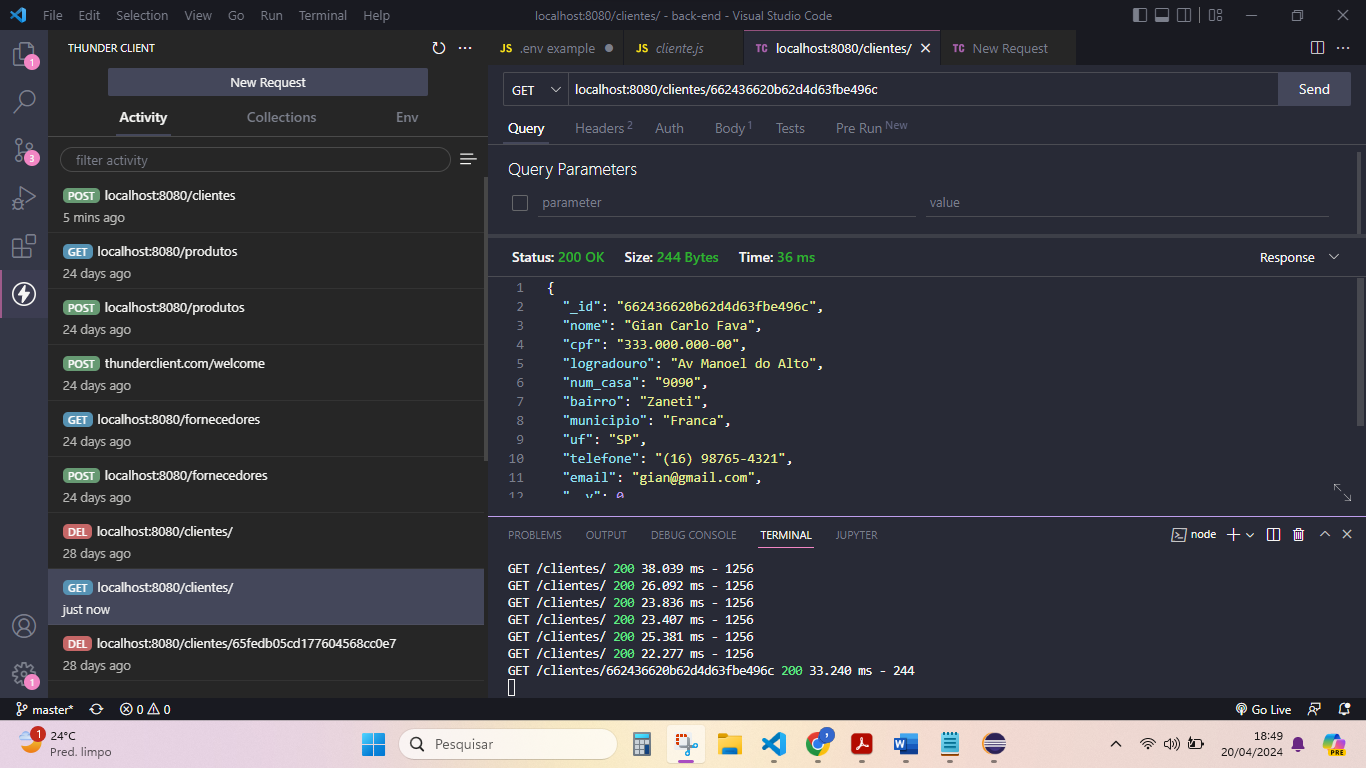 File Edit Selection View Go Run Terminal Help
localhost:8080/clientes/ - back-end - Visual Studio Code
THUNDER CLIENT
New Request
Activity Collections Env
filter activity
POST localhost:8080/clientes
5 mins ago
GET localhost:8080/produtos
24 days ago
POST localhost:8080/produtos
24 days ago
POST thunderclient.com/welcome
24 days ago
GET localhost:8080/fornecedores
24 days ago
POST localhost:8080/fornecedores
24 days ago
DEL localhost:8080/clientes/
28 days ago
GET localhost:8080/clientes/
just now
DEL localhost:8080/clientes/65fedb05cd177604568cc0e7
28 days ago
1
3
1
JS .env example
JS cliente.js
TC localhost:8080/clientes/
TC New Request
GET localhost:8080/clientes/662436620b62d4d63fbe496c Send
Query Headers 2 Auth Body 1 Tests Pre Run New
Query Parameters
parameter value
Status: 200 OK Size: 244 Bytes Time: 36 ms Response
1 {
2 "_id": "662436620b62d4d63fbe496c",
3 "nome": "Gian Carlo Fava",
4 "cpf": "333.000.000-00",
5 "logradouro": "Av Manoel do Alto",
6 "num_casa": "9090",
7 "bairro": "Zaneti",
8 "municipio": "Franca",
9 "uf": "SP",
10 "telefone": "(16) 98765-4321",
11 "email": "gian@gmail.com",
12 "__v": 0
PROBLEMS OUTPUT DEBUG CONSOLE TERMINAL JUPYTER
node
GET /clientes/ 200 38.039 ms - 1256
GET /clientes/ 200 26.092 ms - 1256
GET /clientes/ 200 23.836 ms - 1256
GET /clientes/ 200 23.407 ms - 1256
GET /clientes/ 200 25.381 ms - 1256
GET /clientes/ 200 22.277 ms - 1256
GET /clientes/662436620b62d4d63fbe496c 200 33.240 ms - 244
master* 0 0 Go Live
1
24°C
Pred. limpo
Pesquisar
18:49
20/04/2024
PRE